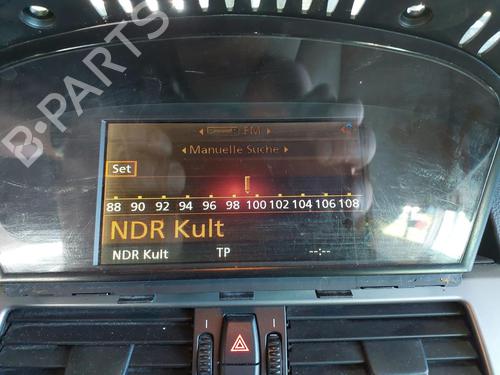 B-PARTS
FM
Manuelle Suche
Set
88 90 92 94 96 98 100 102 104 106 108
NDR Kult
NDR Kult TP --:--